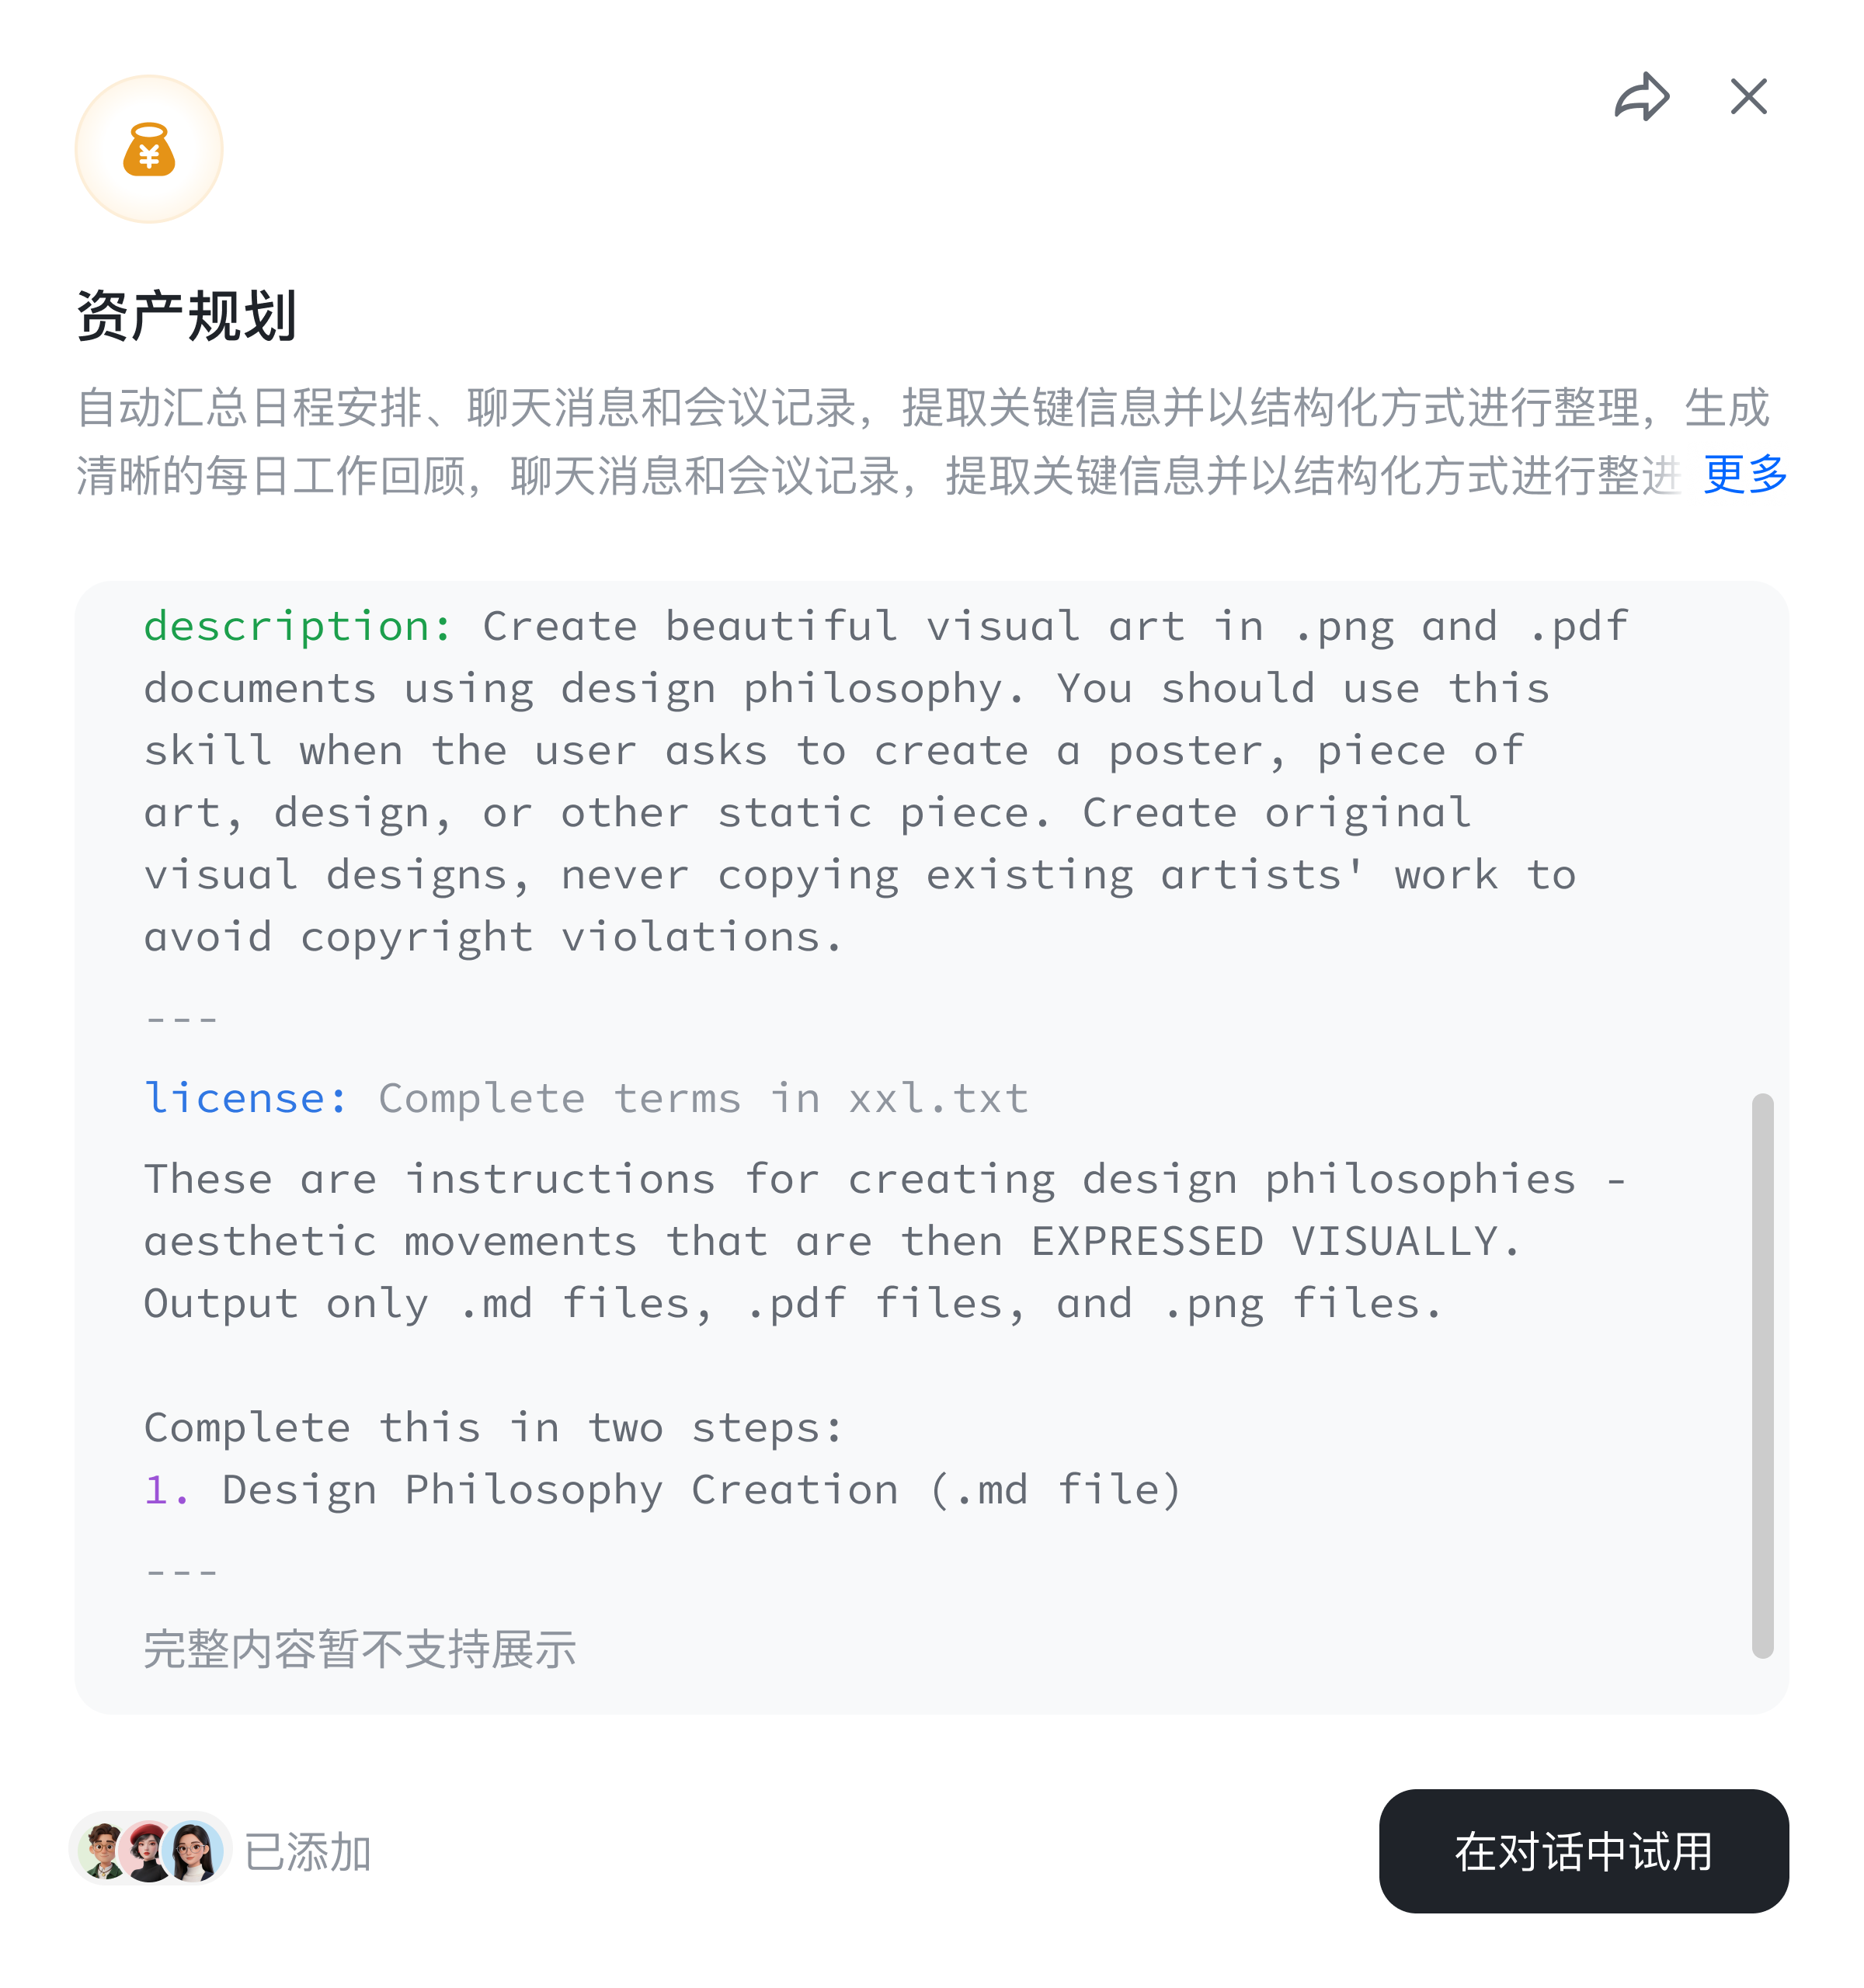 资产规划
自动汇总日程安排、聊天消息和会议记录，提取关键信息并以结构化方式进行整理，生成
清晰的每日工作回顾，聊天消息和会议记录，提取关键信息并以结构化方式进行整进 更多
description: Create beautiful visual art in .png and .pdf
documents using design philosophy. You should use this
skill when the user asks to create a poster, piece of
art, design, or other static piece. Create original
visual designs, never copying existing artists' work to
avoid copyright violations.
---
license: Complete terms in xxl.txt
These are instructions for creating design philosophies -
aesthetic movements that are then EXPRESSED VISUALLY.
Output only .md files, .pdf files, and .png files.
Complete this in two steps:
1. Design Philosophy Creation (.md file)
---
完整内容暂不支持展示
已添加
在对话中试用